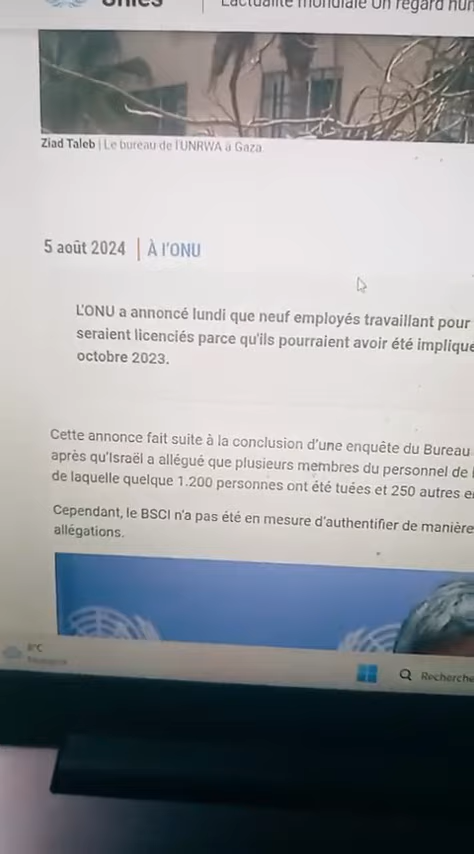 Unies
L'actualité mondiale Un regard hum
Ziad Taleb | Le bureau de l'UNRWA à Gaza.
5 août 2024 | À l'ONU
L'ONU a annoncé lundi que neuf employés travaillant pour
seraient licenciés parce qu'ils pourraient avoir été impliqué
octobre 2023.
Cette annonce fait suite à la conclusion d'une enquête du Bureau
après qu'Israël a allégué que plusieurs membres du personnel de l
de laquelle quelque 1.200 personnes ont été tuées et 250 autres e
Cependant, le BSCI n'a pas été en mesure d'authentifier de manière
allégations.
8°C
Recherche